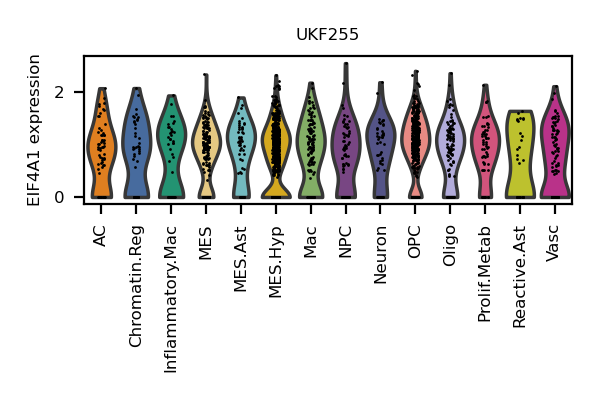 UKF255
EIF4A1 expression
2
0
AC
Chromatin.Reg
Inflammatory.Mac
MES
MES.Ast
MES.Hyp
Mac
NPC
Neuron
OPC
Oligo
Prolif.Metab
Reactive.Ast
Vasc